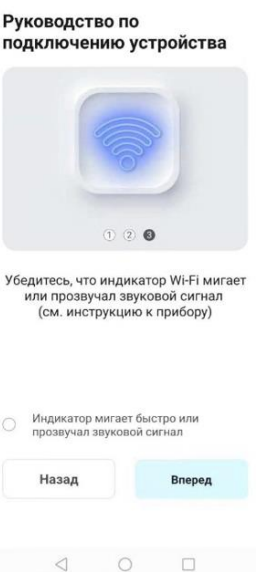 Руководство по
подключению устройства
1 2 3
Убедитесь, что индикатор Wi-Fi мигает
или прозвучал звуковой сигнал
(см. инструкцию к прибору)
Индикатор мигает быстро или
прозвучал звуковой сигнал
Назад Вперед